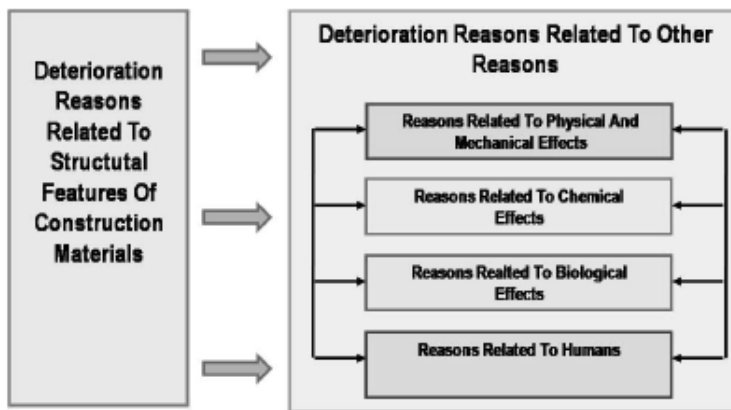 Deterioration
Reasons
Related To
Structutal
Features Of
Construction
Materials
Deterioration Reasons Related To Other
Reasons
Reasons Related To Physical And
Mechanical Effects
Reasons Related To Chemical
Effects
Reasons Realted To Biological
Effects
Reasons Related To Humans